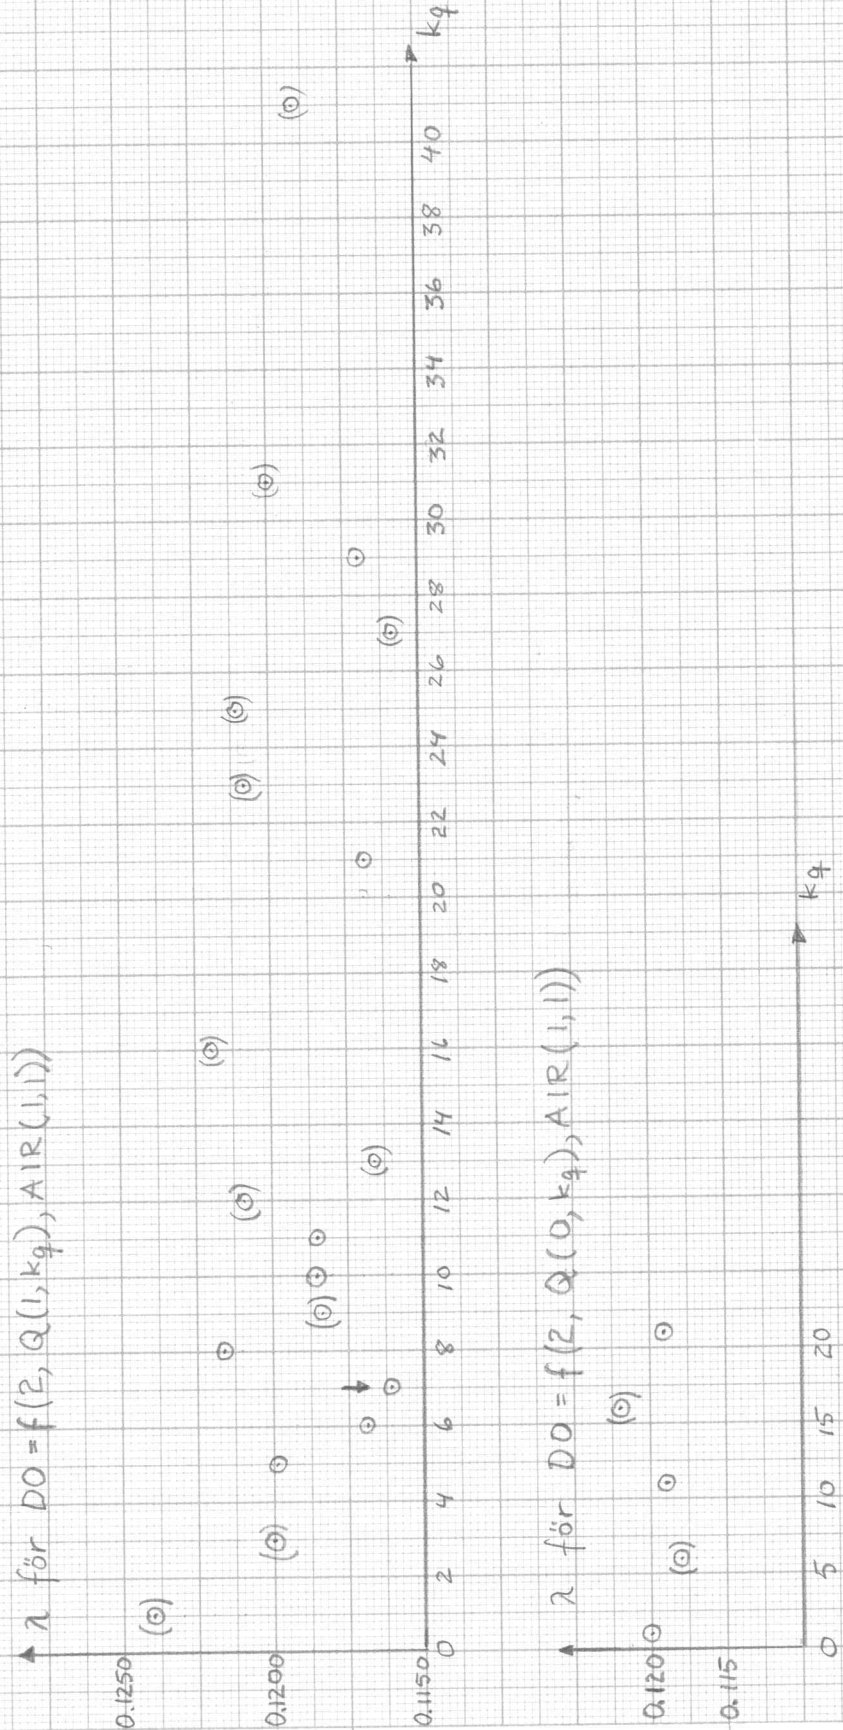 λ för DO = f(2, Q(1, kq), AIR(1,1))
0.1250
0.1200
0.1150
0 2 4 6 8 10 12 14 16 18 20 22 24 26 28 30 32 34 36 38 40
kq
λ för DO = f(2, Q(0, kq), AIR(1,1))
0.120
0.115
0 5 10 15 20
kq